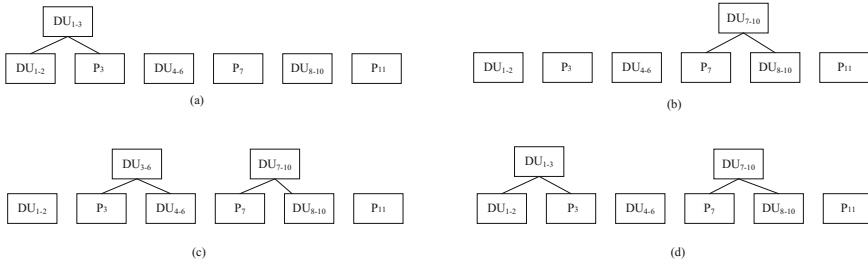 DU1-3
DU1-2 P3 DU4-6 P7 DU8-10 P11
(a)
DU7-10
DU1-2 P3 DU4-6 P7 DU8-10 P11
(b)
DU3-6 DU7-10
DU1-2 P3 DU4-6 P7 DU8-10 P11
(c)
DU1-3 DU7-10
DU1-2 P3 DU4-6 P7 DU8-10 P11
(d)